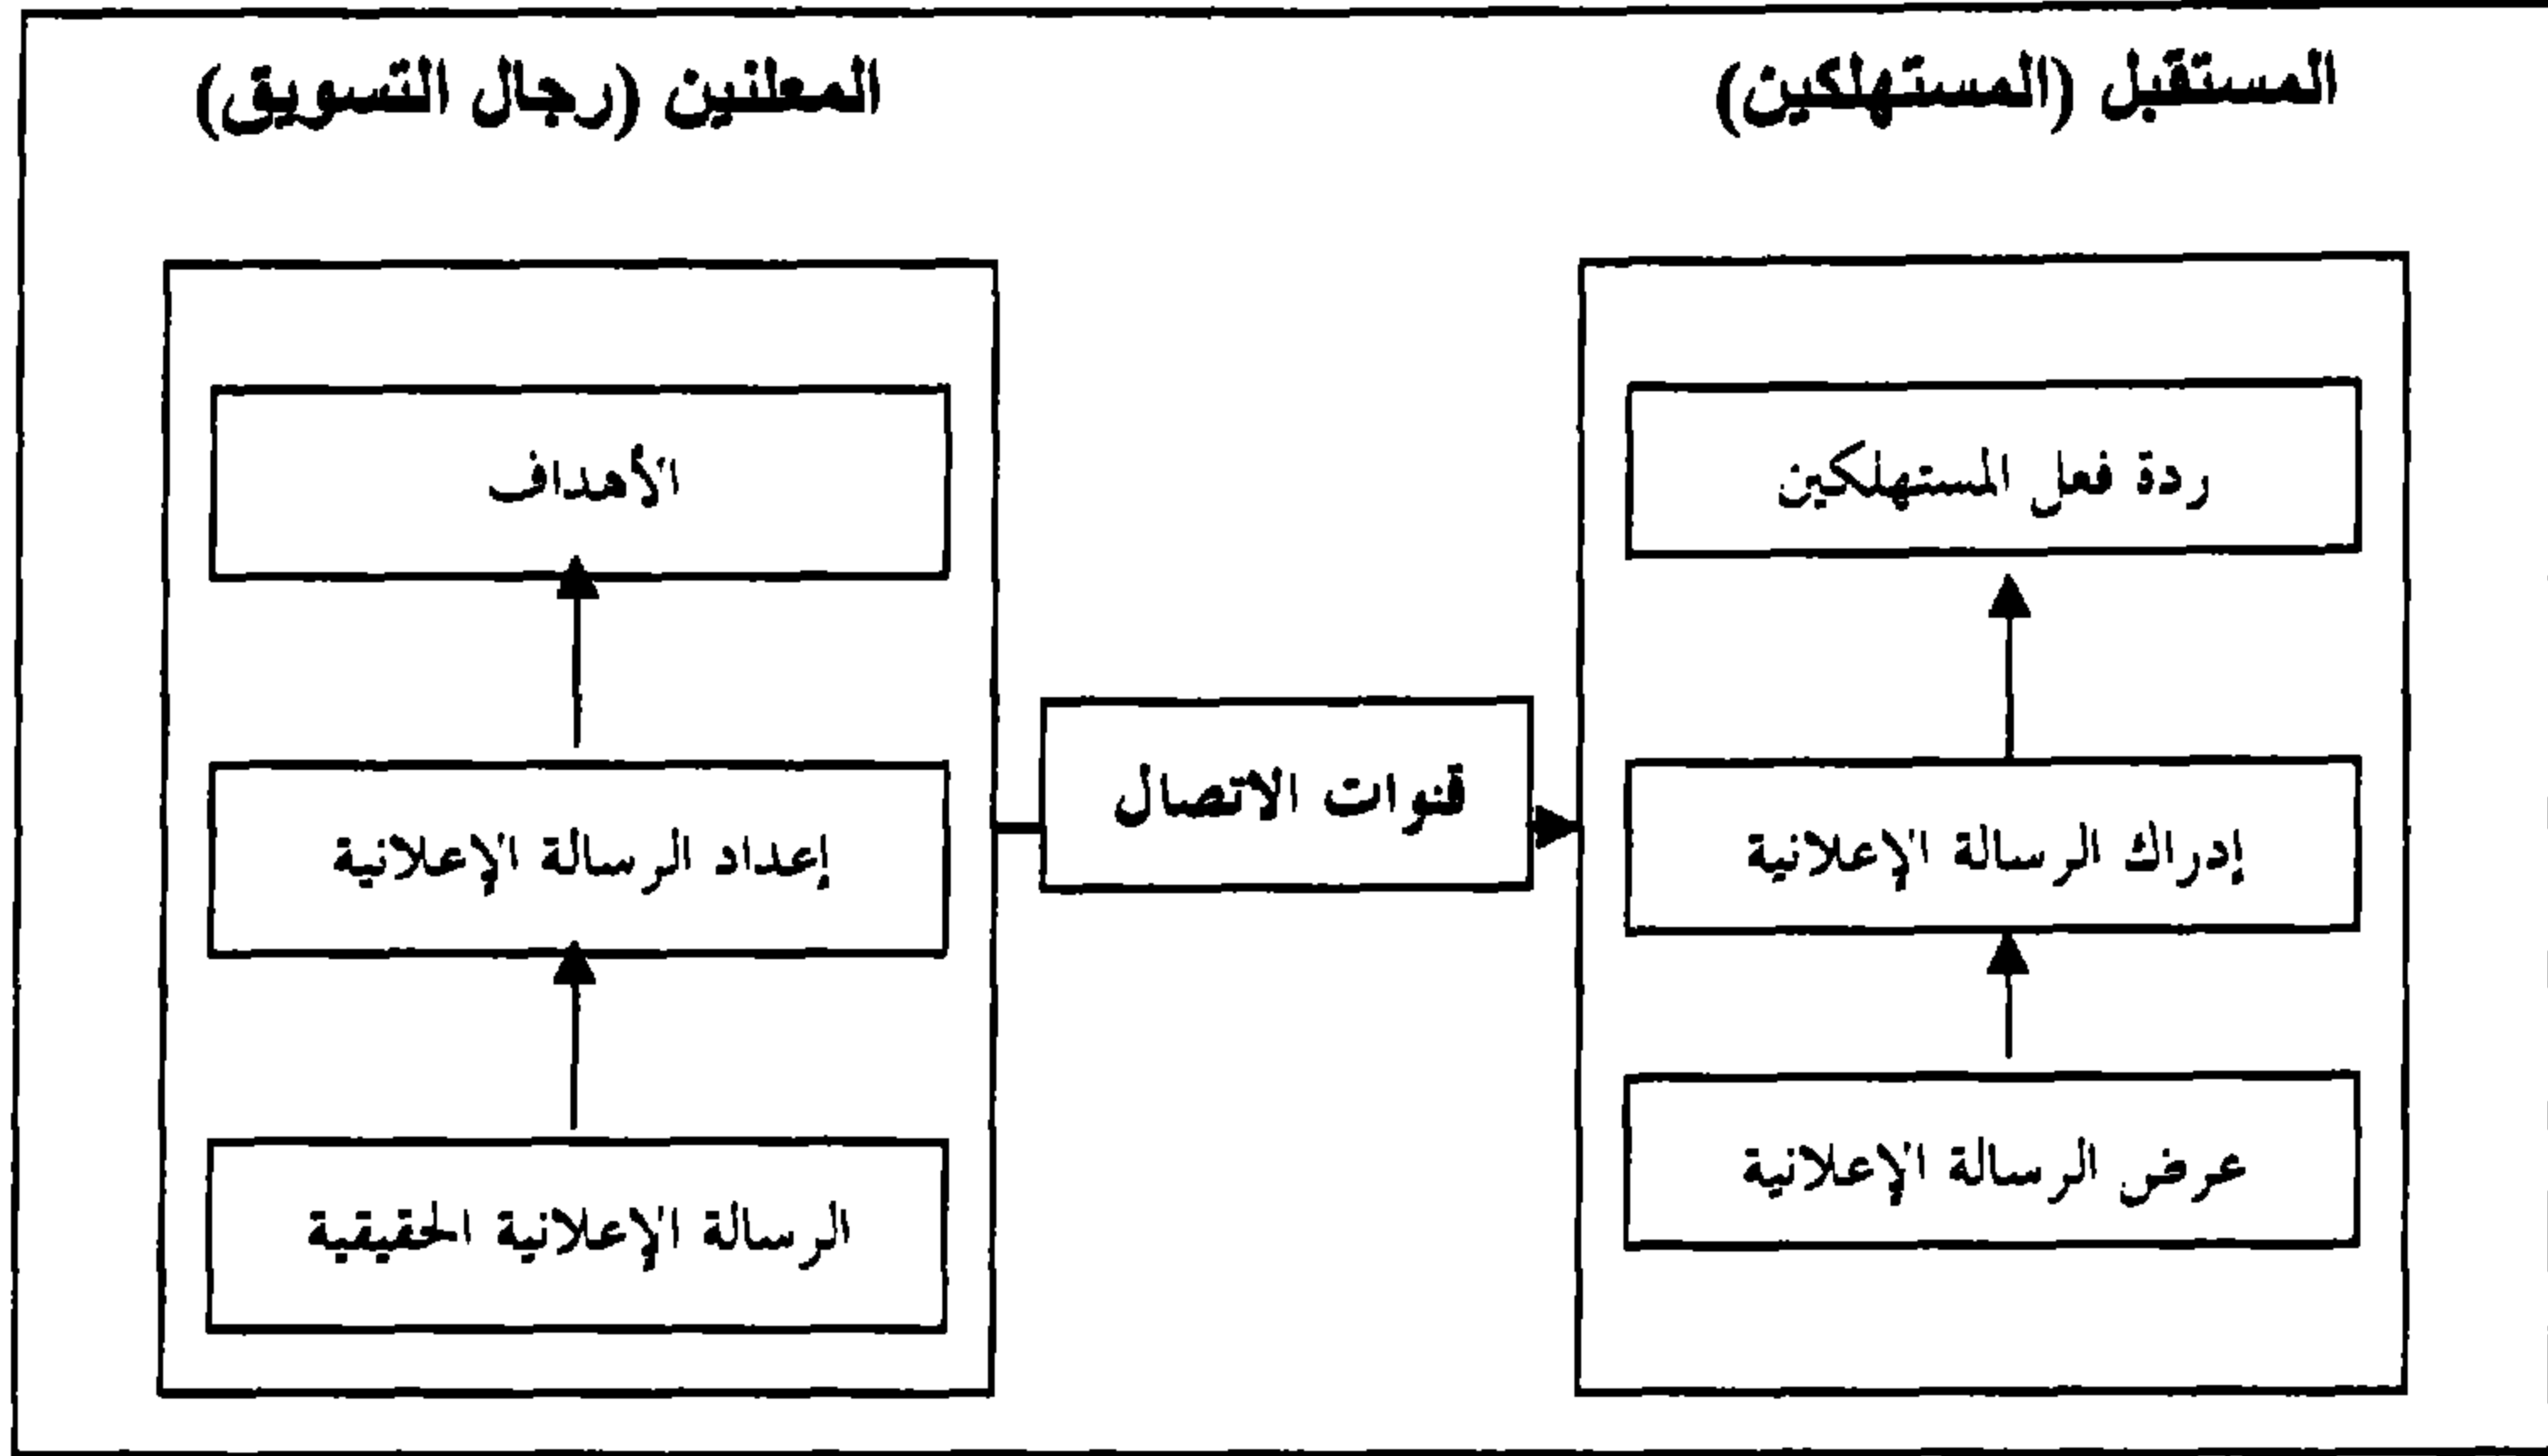 المستقبل (المستهلكين)
المعلنين (رجال التسويق)
ردة فعل المستهلكين
إدراك الرسالة الإعلانية
عرض الرسالة الإعلانية
قنوات الاتصال
الأهداف
إعداد الرسالة الإعلانية
الرسالة الإعلانية الحقيقية